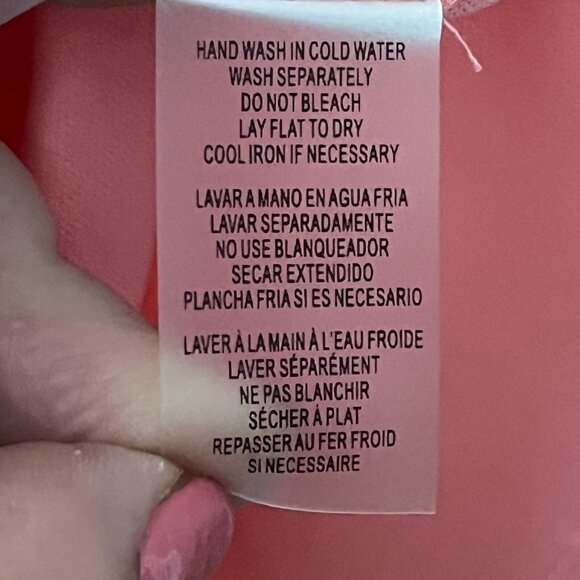 HAND WASH IN COLD WATER
WASH SEPARATELY
DO NOT BLEACH
LAY FLAT TO DRY
COOL IRON IF NECESSARY
LAVAR A MANO EN AGUA FRIA
LAVAR SEPARADAMENTE
NO USE BLANQUEADOR
SECAR EXTENDIDO
PLANCHA FRIA SI ES NECESARIO
LAVER À LA MAIN À L'EAU FROIDE
LAVER SÉPARÉMENT
NE PAS BLANCHIR
SÉCHER À PLAT
REPASSER AU FER FROID
SI NECESSAIRE